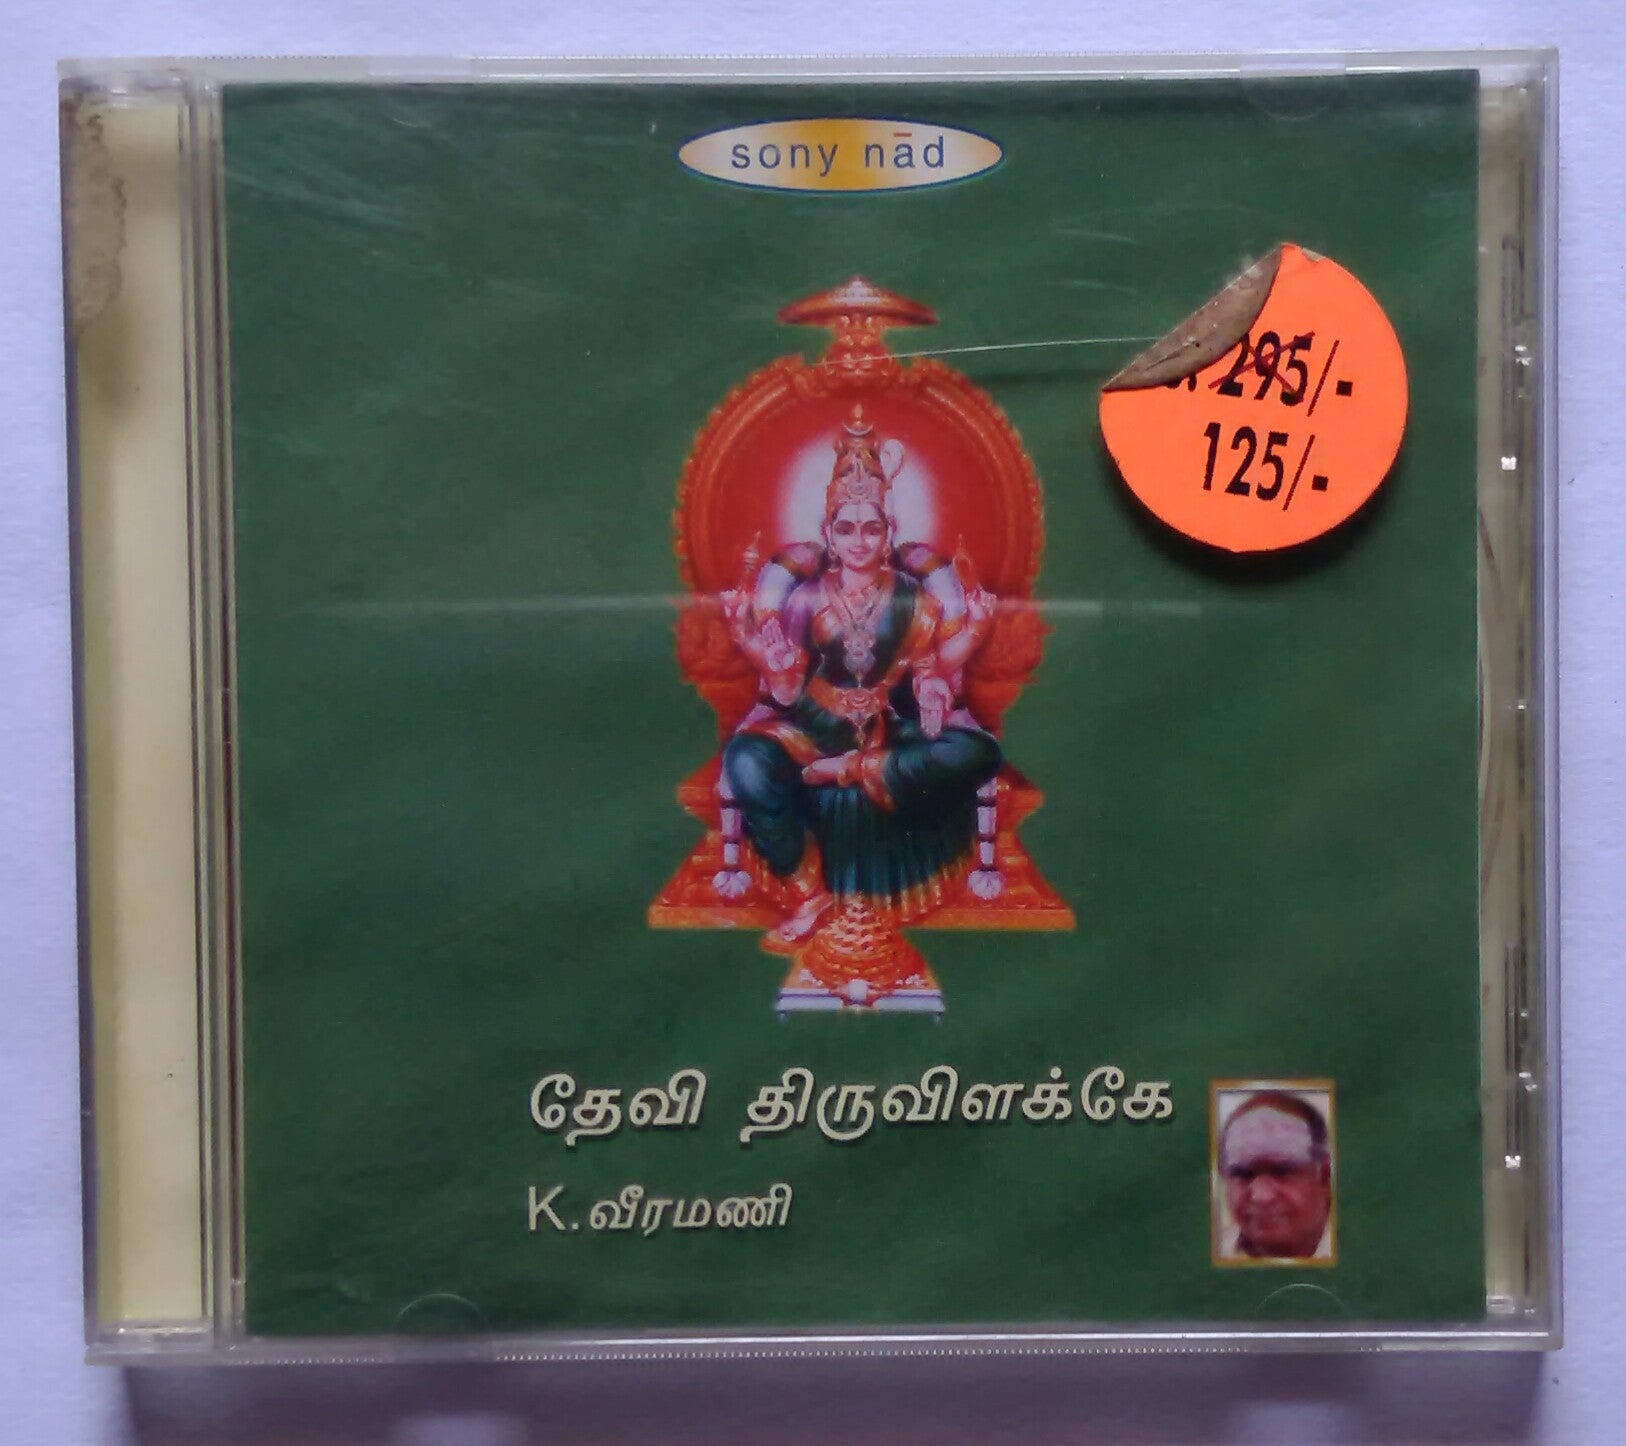 sony nād
295/-
125/-
தேவி திருவிளக்கே
K. வீரமணி